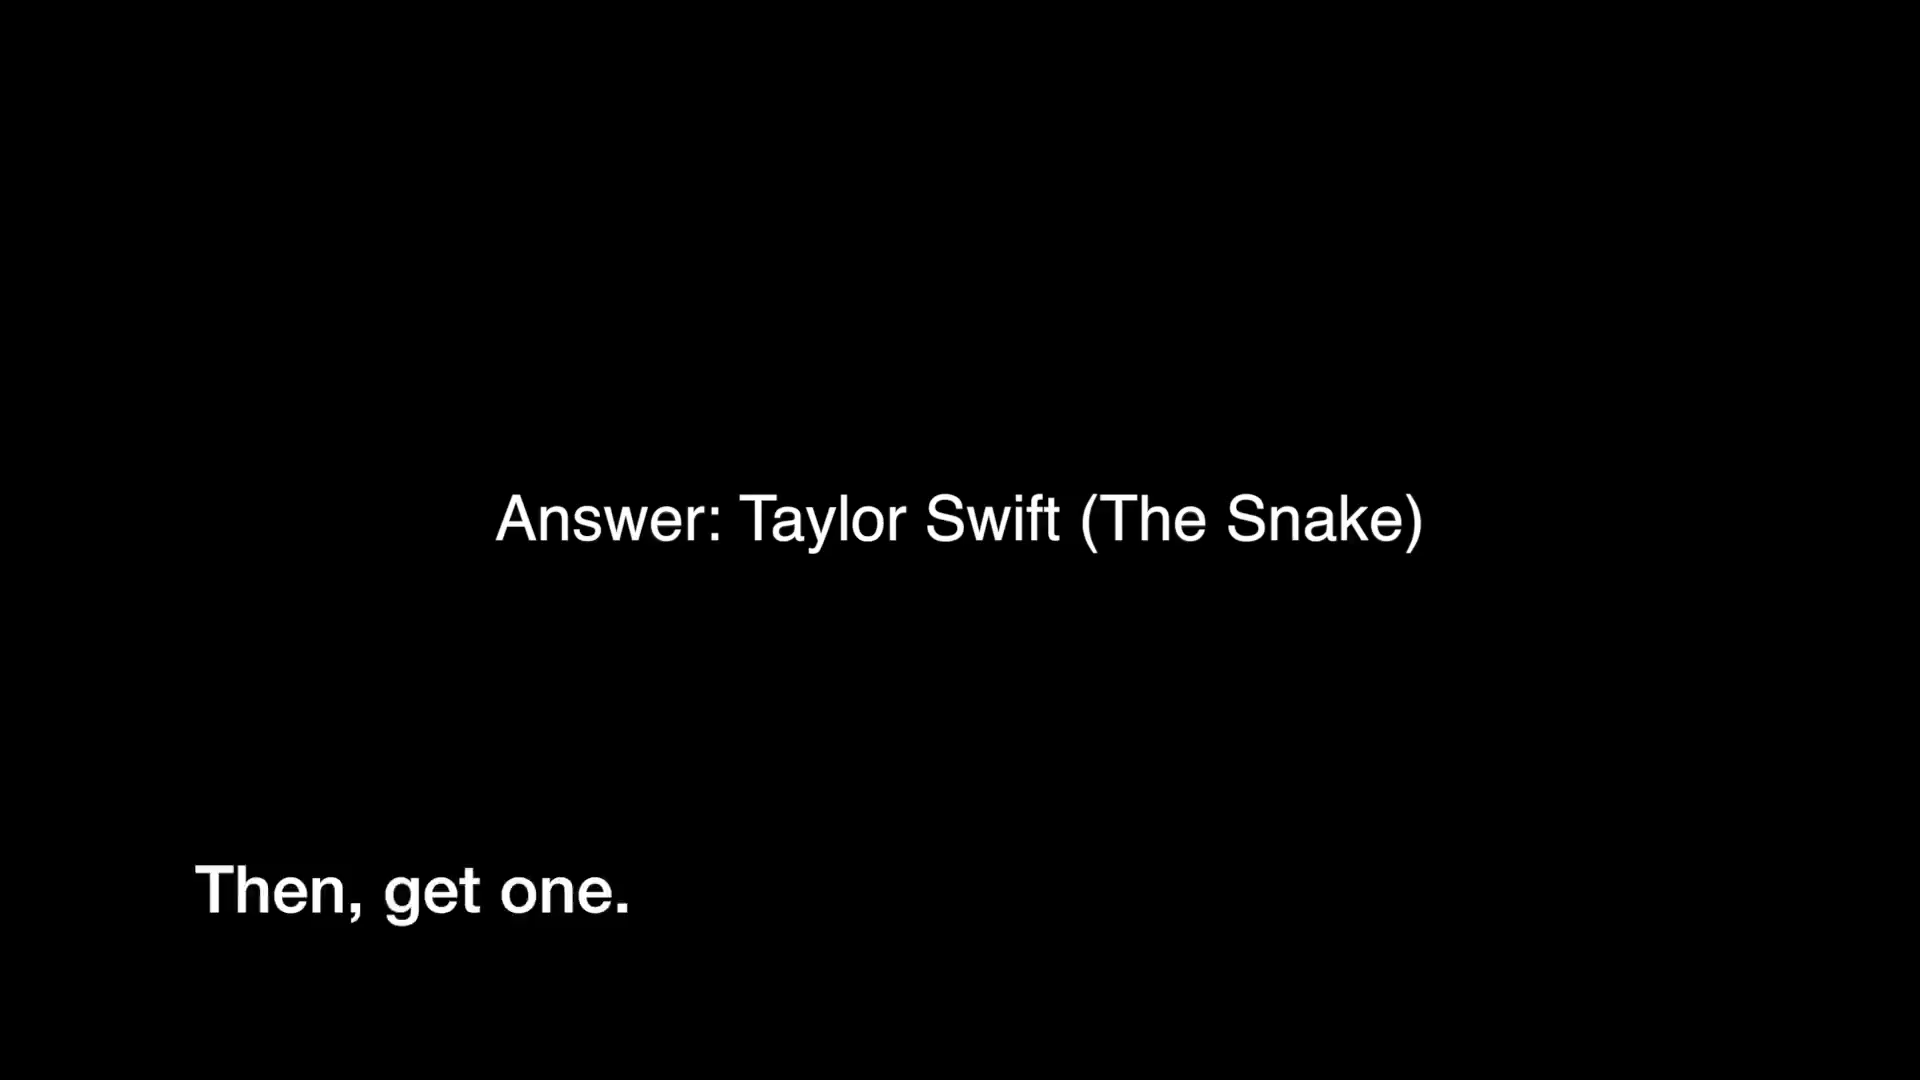 Answer: Taylor Swift (The Snake)
Then, get one.